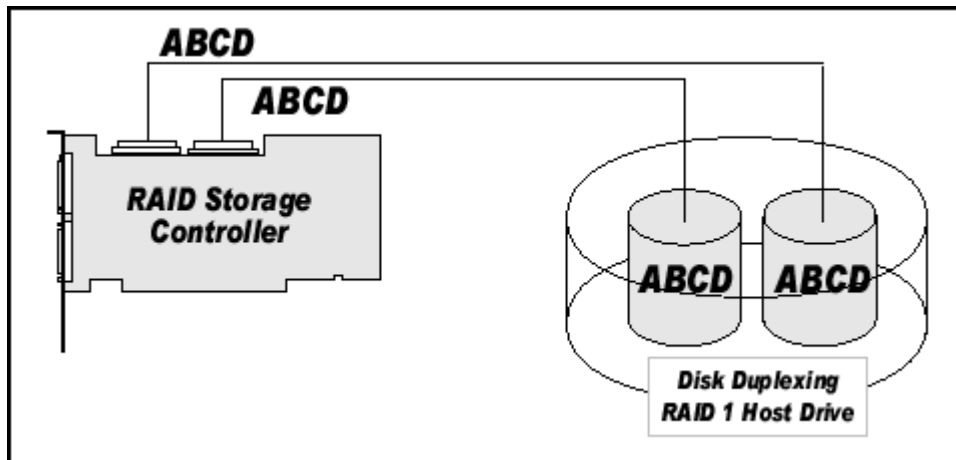 ABCD
ABCD
RAID Storage
Controller
ABCD
ABCD
Disk Duplexing
RAID 1 Host Drive